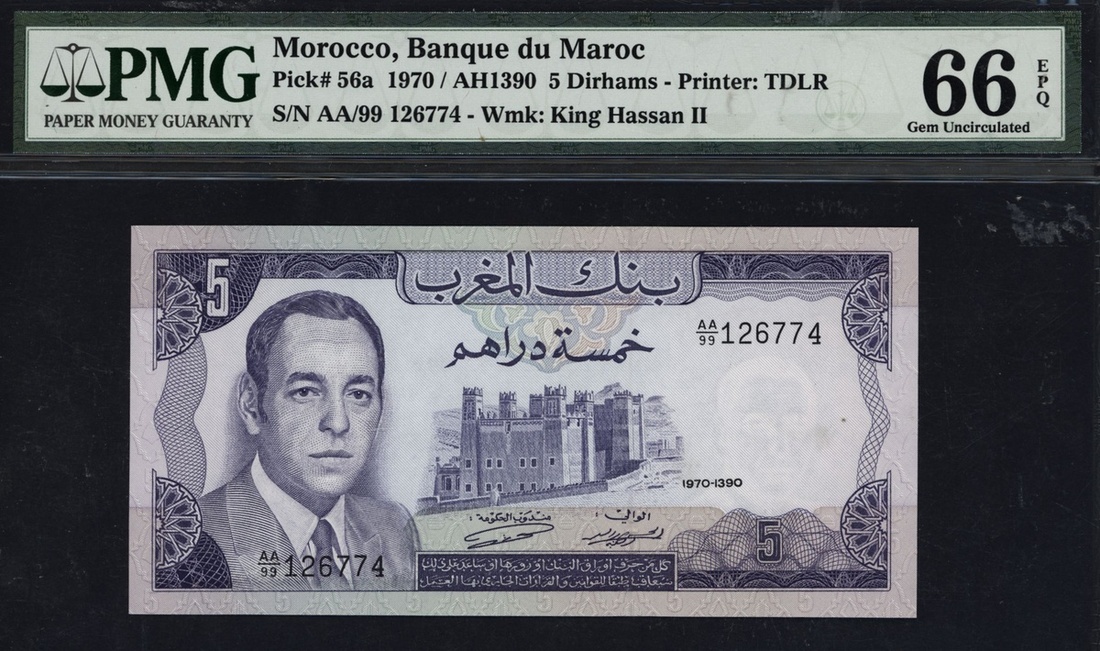 PMG
PAPER MONEY GUARANTY
Morocco, Banque du Maroc
Pick# 56a 1970 / AH1390 5 Dirhams - Printer: TDLR
S/N AA/99 126774 - Wmk: King Hassan II
66
EPQ
Gem Uncirculated
5
بنك المغرب
خمسة دراهم
AA/99 126774
1970-1390
الوالي:
مندوب الحكومة:
5
AA/99 126774